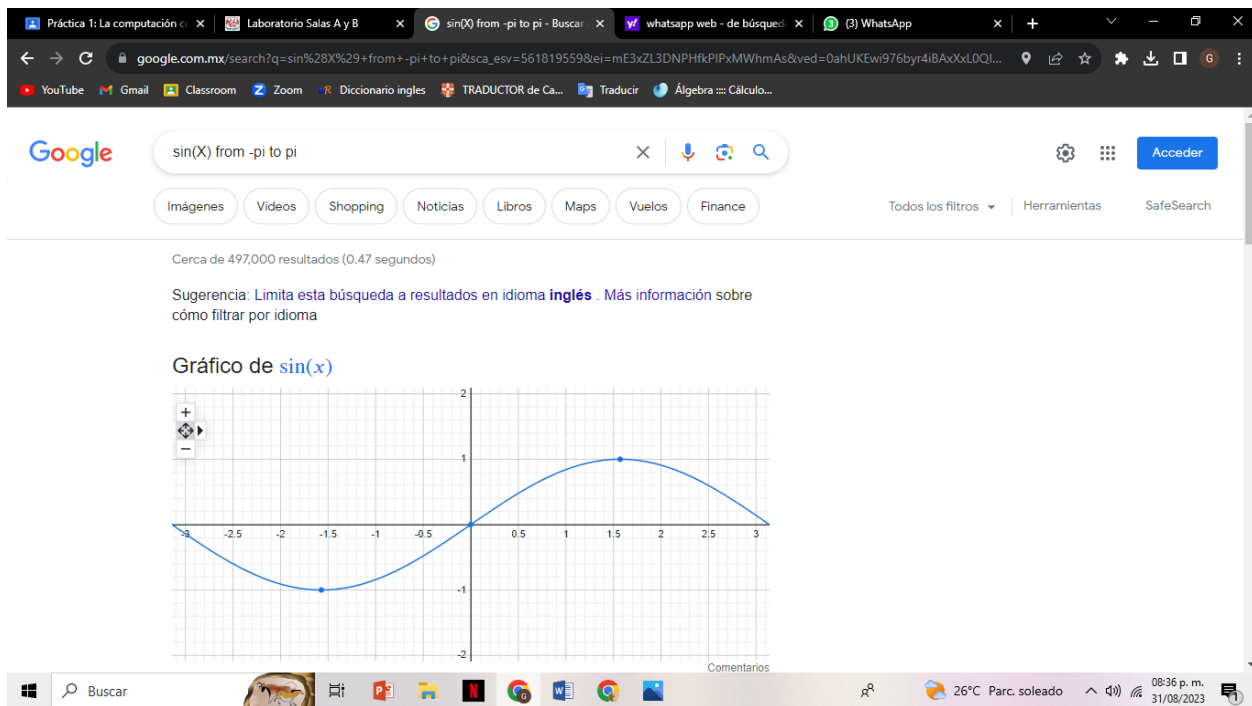 Práctica 1: La computación c
Laboratorio Salas A y B
sin(X) from -pi to pi - Buscar
whatsapp web - de búsqued
(3) WhatsApp
google.com.mx/search?q=sin%28X%29+from+-pi+to+pi&sca_esv=561819559&ei=mE3xZL3DNPHfkPIPxMWhmAs&ved=0ahUKEwi976byr4iBAxXxL0QI...
YouTube
Gmail
Classroom
Zoom
Diccionario ingles
TRADUCTOR de Ca...
Traducir
Álgebra :::: Cálculo...
Google
sin(X) from -pi to pi
Acceder
Imágenes
Videos
Shopping
Noticias
Libros
Maps
Vuelos
Finance
Todos los filtros
Herramientas
SafeSearch
Cerca de 497,000 resultados (0.47 segundos)
Sugerencia: Limita esta búsqueda a resultados en idioma inglés . Más información sobre
cómo filtrar por idioma
Gráfico de sin(x)
2
1
-3 -2.5 -2 -1.5 -1 -0.5 0.5 1 1.5 2 2.5 3
-1
-2
Comentarios
Buscar
26°C Parc. soleado
08:36 p. m.
31/08/2023